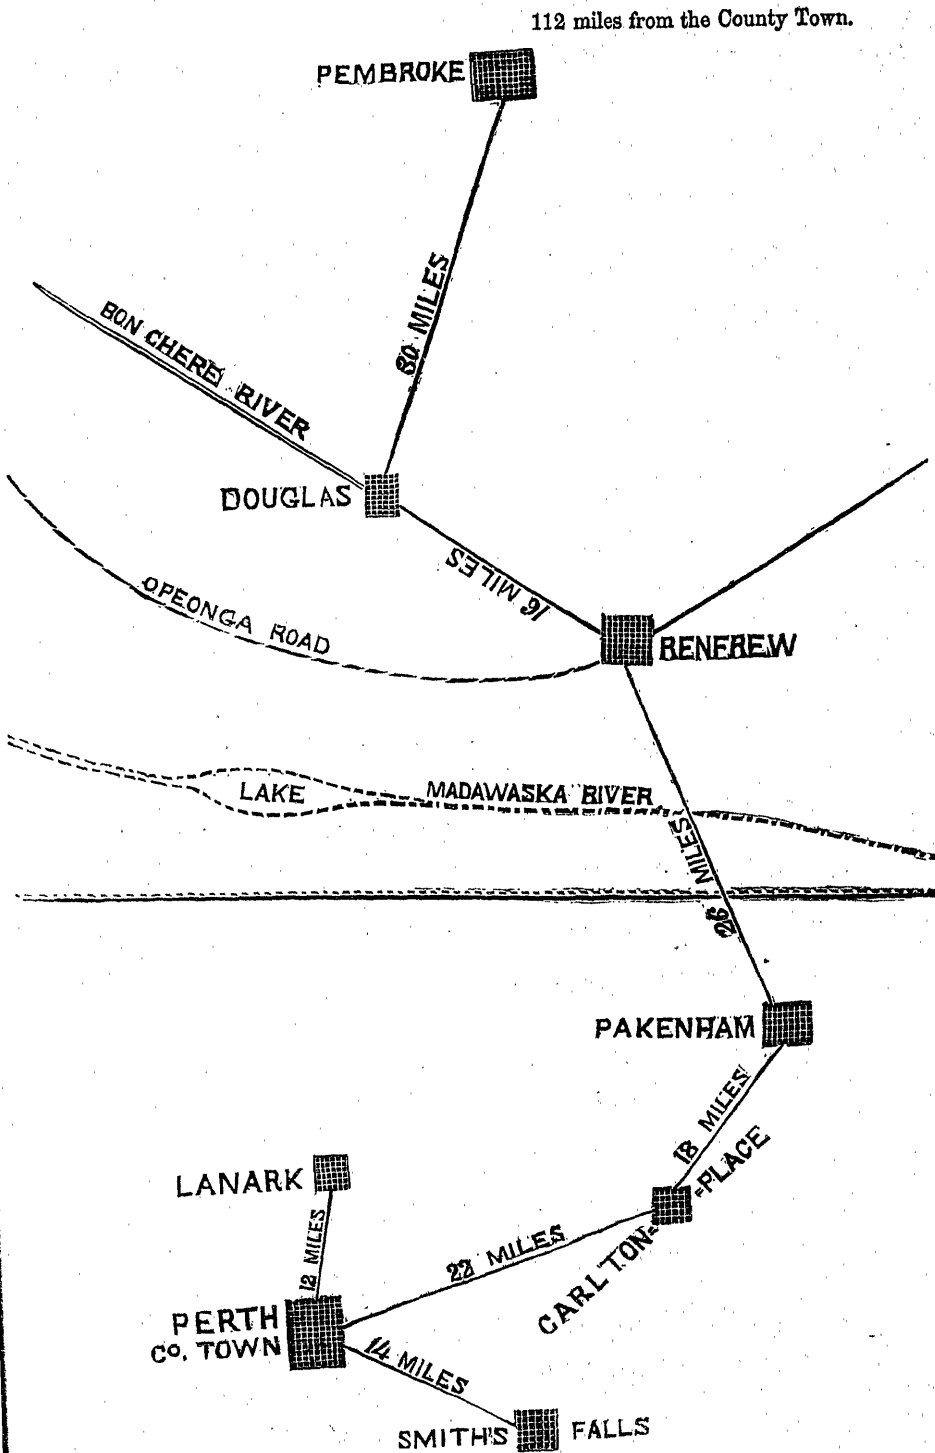 112 miles from the County Town.
PEMBROKE
30 MILES
BON CHERE RIVER
DOUGLAS
16 MILES
OPEONGA ROAD
RENFREW
LAKE
MADAWASKA RIVER
26 MILES
PAKENHAM
18 MILES
CARLTON=
=PLACE
LANARK
12 MILES
22 MILES
PERTH
Co. TOWN
14 MILES
SMITH'S FALLS